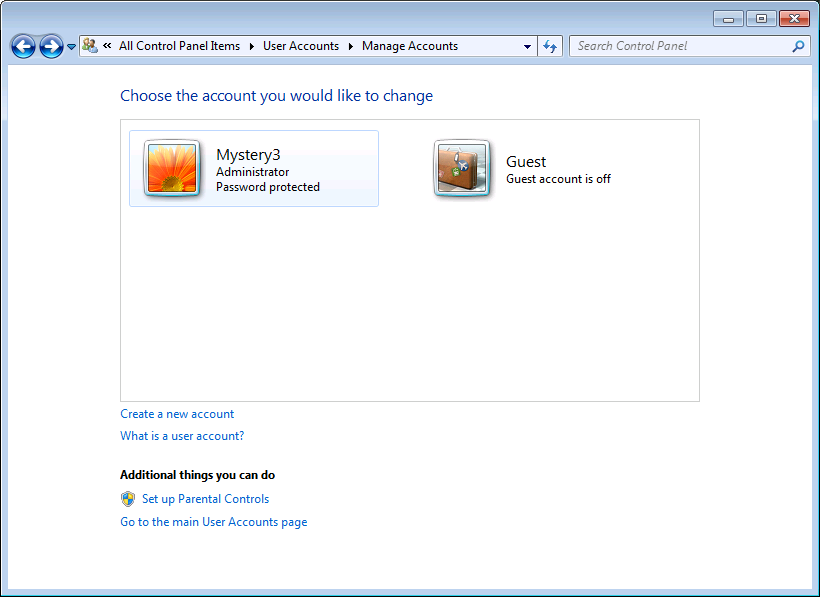 « All Control Panel Items ▸ User Accounts ▸ Manage Accounts
Search Control Panel
Choose the account you would like to change
Mystery3
Administrator
Password protected
Guest
Guest account is off
Create a new account
What is a user account?
Additional things you can do
Set up Parental Controls
Go to the main User Accounts page